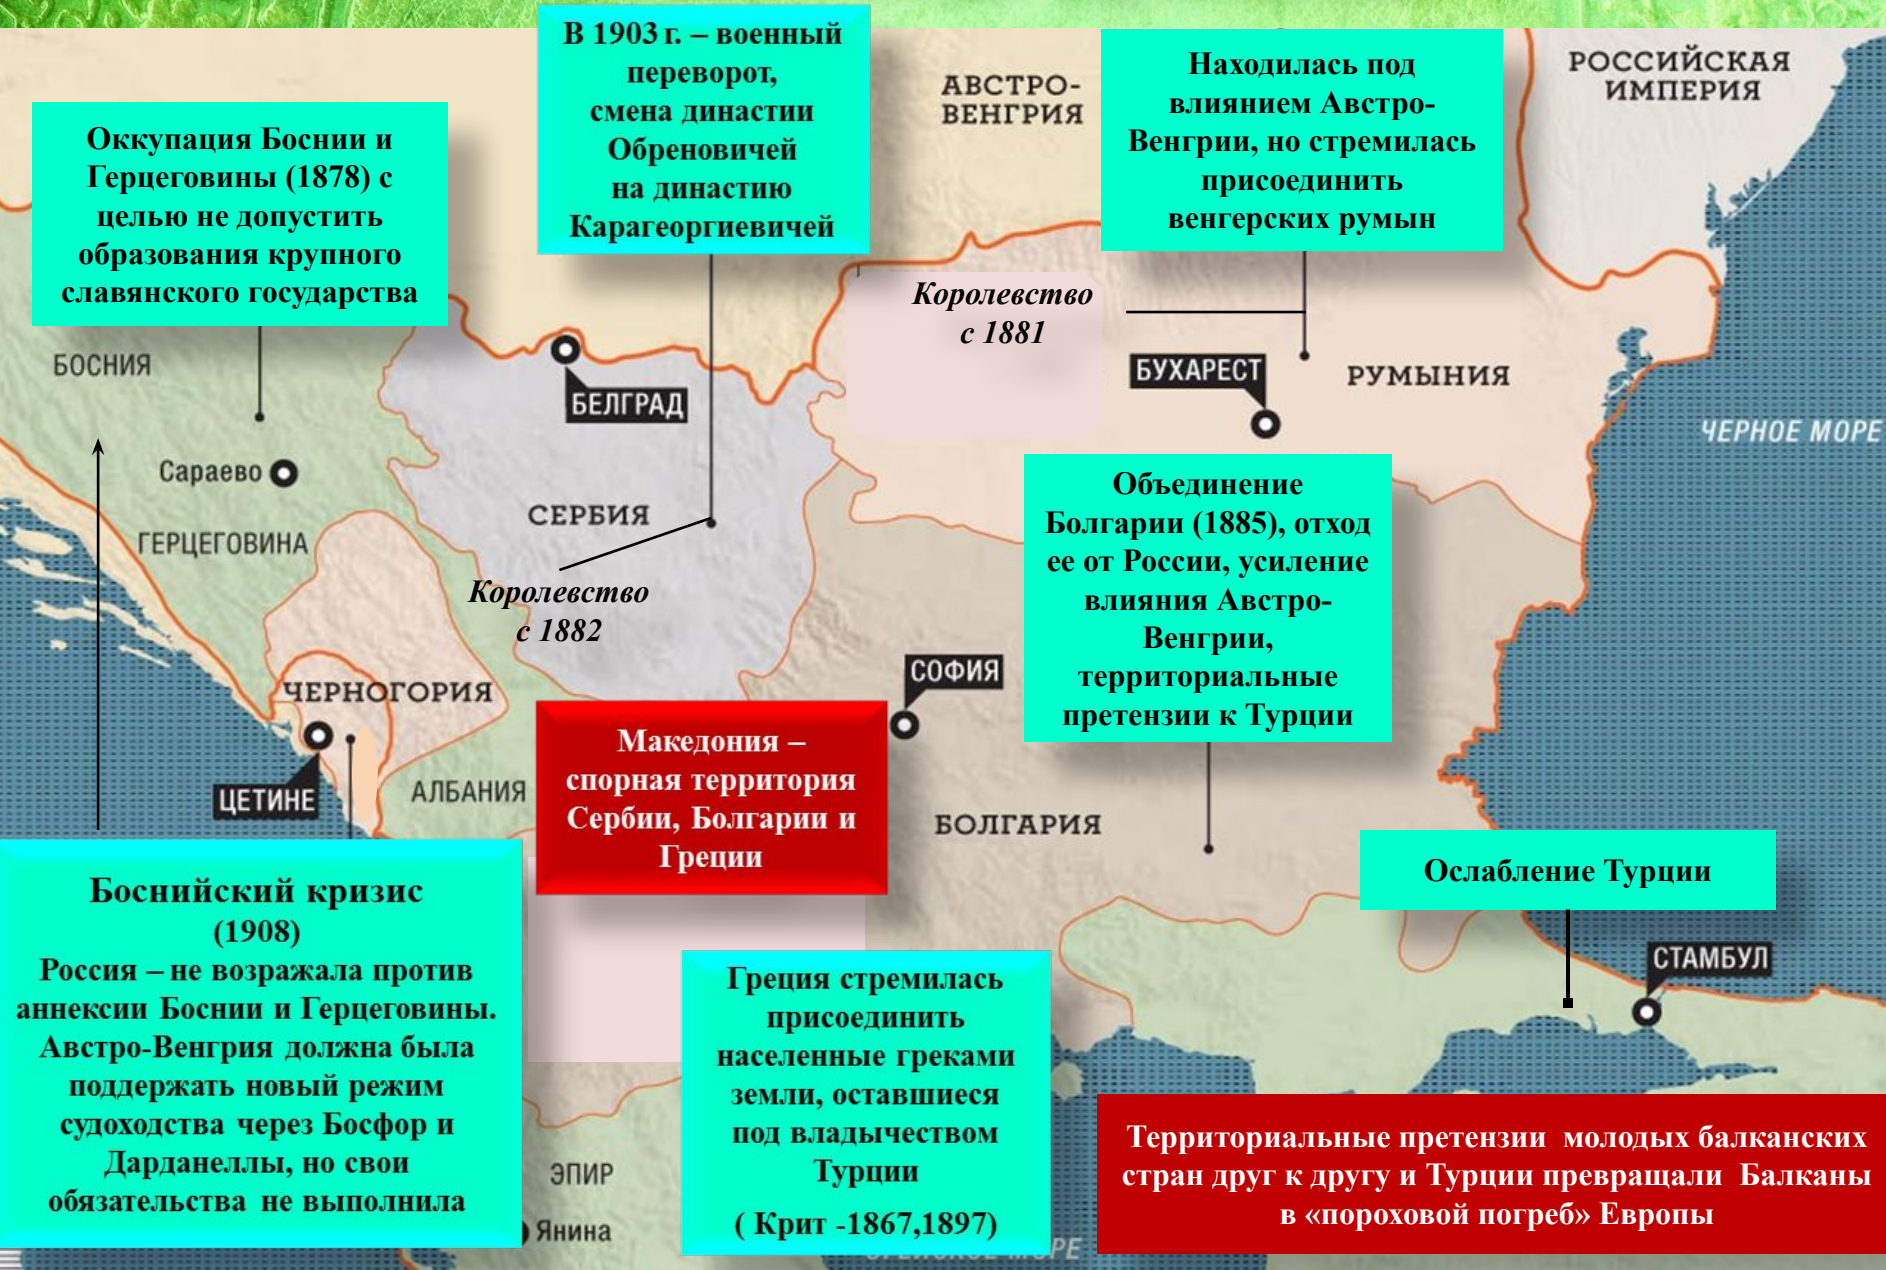 В 1903 г. – военный
переворот,
смена династии
Обреновичей
на династию
Карагеоргиевичей
АВСТРО-
ВЕНГРИЯ
Находилась под
влиянием Австро-
Венгрии, но стремилась
присоединить
венгерских румын
РОССИЙСКАЯ
ИМПЕРИЯ
Оккупация Боснии и
Герцеговины (1878) с
целью не допустить
образования крупного
славянского государства
Королевство
с 1881
БОСНИЯ
БЕЛГРАД
БУХАРЕСТ
РУМЫНИЯ
ЧЕРНОЕ МОРЕ
Сараево
ГЕРЦЕГОВИНА
СЕРБИЯ
Королевство
с 1882
Объединение
Болгарии (1885), отход
ее от России, усиление
влияния Австро-
Венгрии,
территориальные
претензии к Турции
СОФИЯ
ЧЕРНОГОРИЯ
ЦЕТИНЕ
АЛБАНИЯ
Македония –
спорная территория
Сербии, Болгарии и
Греции
БОЛГАРИЯ
Ослабление Турции
СТАМБУЛ
Боснийский кризис
(1908)
Россия – не возражала против
аннексии Боснии и Герцеговины.
Австро-Венгрия должна была
поддержать новый режим
судоходства через Босфор и
Дарданеллы, но свои
обязательства не выполнила
Греция стремилась
присоединить
населенные греками
земли, оставшиеся
под владычеством
Турции
( Крит -1867,1897)
ЭПИР
Янина
Территориальные претензии молодых балканских
стран друг к другу и Турции превращали Балканы
в «пороховой погреб» Европы